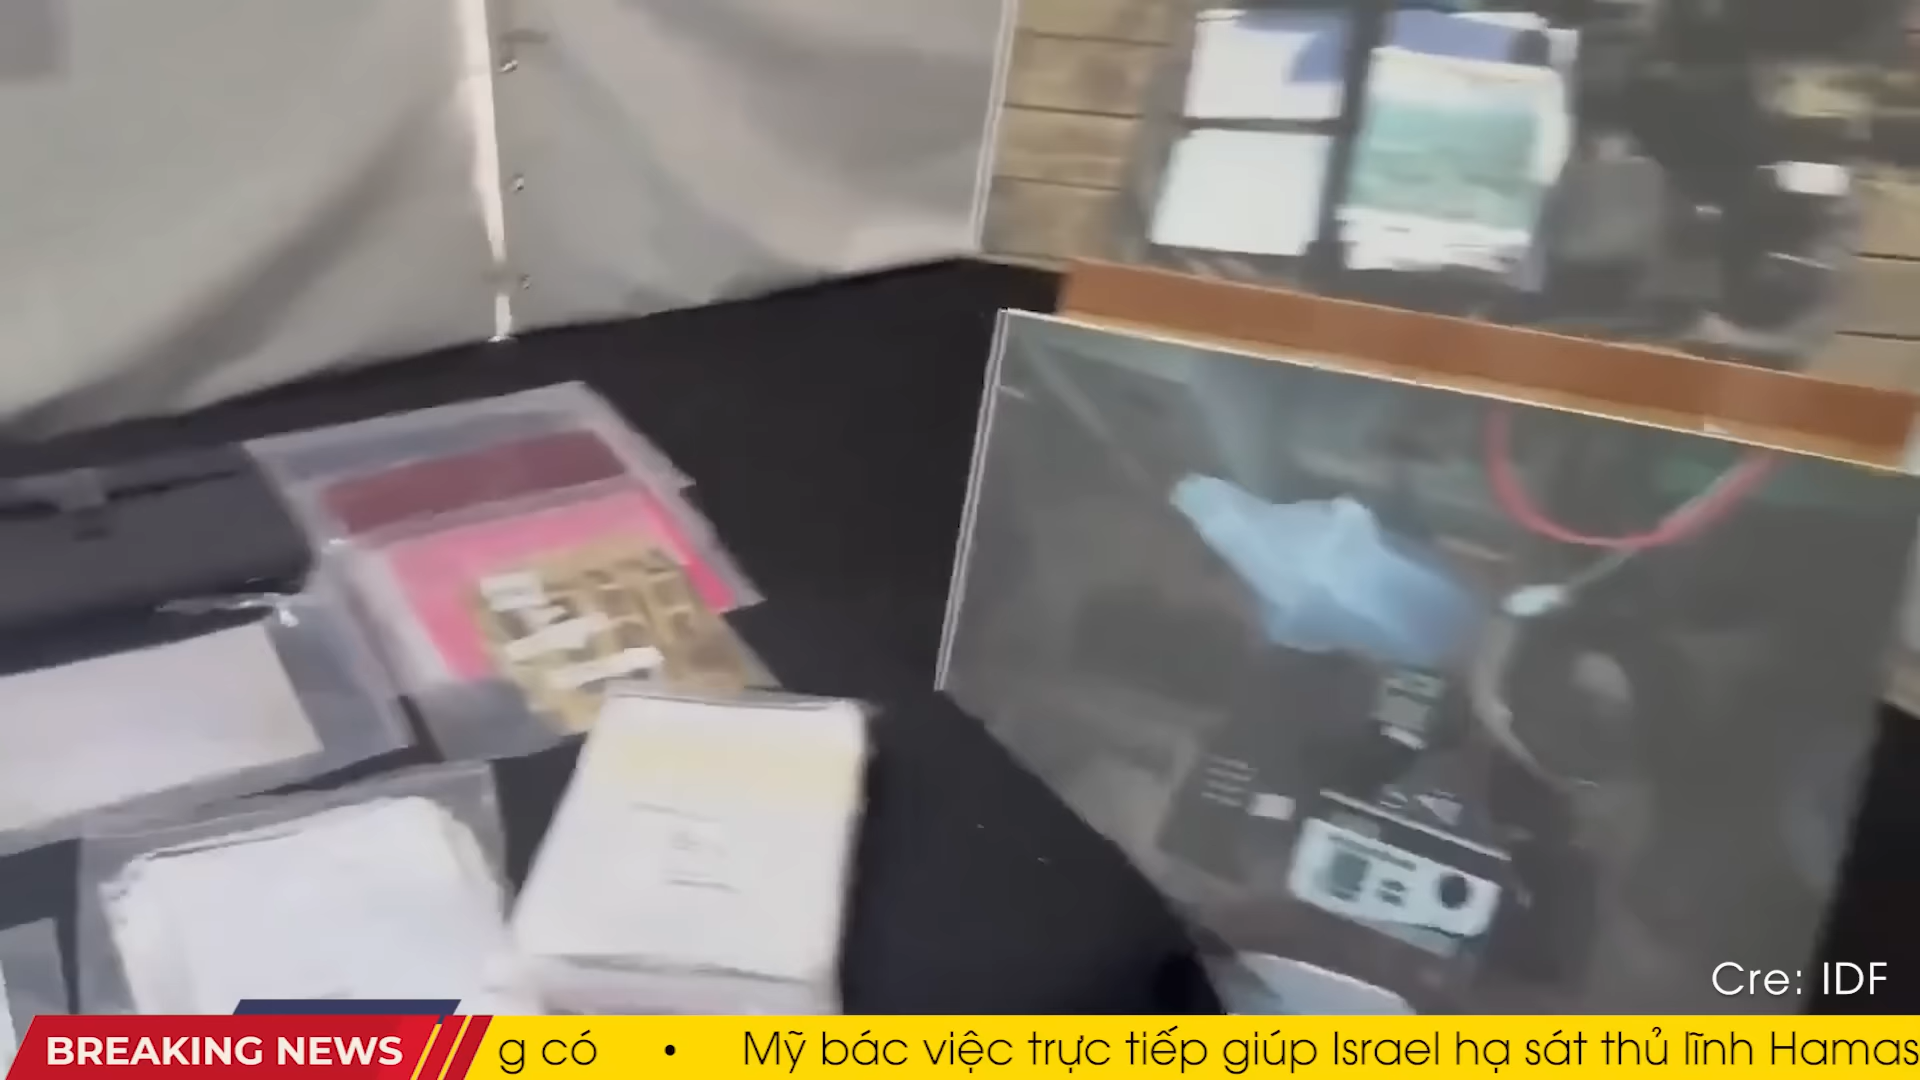 Cre: IDF
BREAKING NEWS
g có • Mỹ bác việc trực tiếp giúp Israel hạ sát thủ lĩnh Hamas